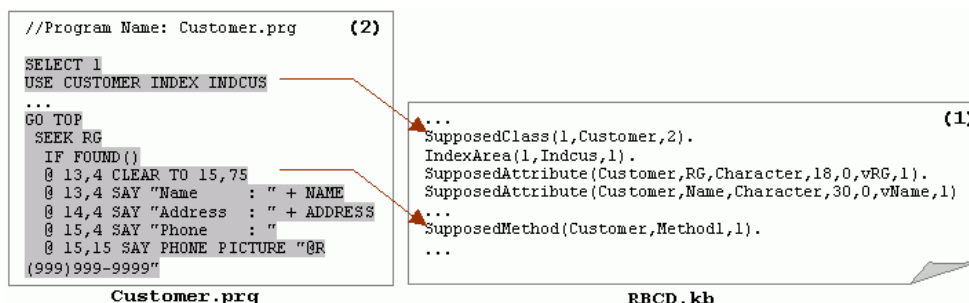 //Program Name: Customer.prg (2)
SELECT 1
USE CUSTOMER INDEX INDCUS
...
GO TOP
SEEK RG
IF FOUND()
@ 13,4 CLEAR TO 15,75
@ 13,4 SAY "Name : " + NAME
@ 14,4 SAY "Address : " + ADDRESS
@ 15,4 SAY "Phone : "
@ 15,15 SAY PHONE PICTURE "@R
(999)999-9999"
Customer.prg
... (1)
SupposedClass(1,Customer,2).
IndexArea(1,Indcus,1).
SupposedAttribute(Customer,RG,Character,18,0,vRG,1).
SupposedAttribute(Customer,Name,Character,30,0,vName,1)
...
SupposedMethod(Customer,Method1,1).
...
RBCD.kb